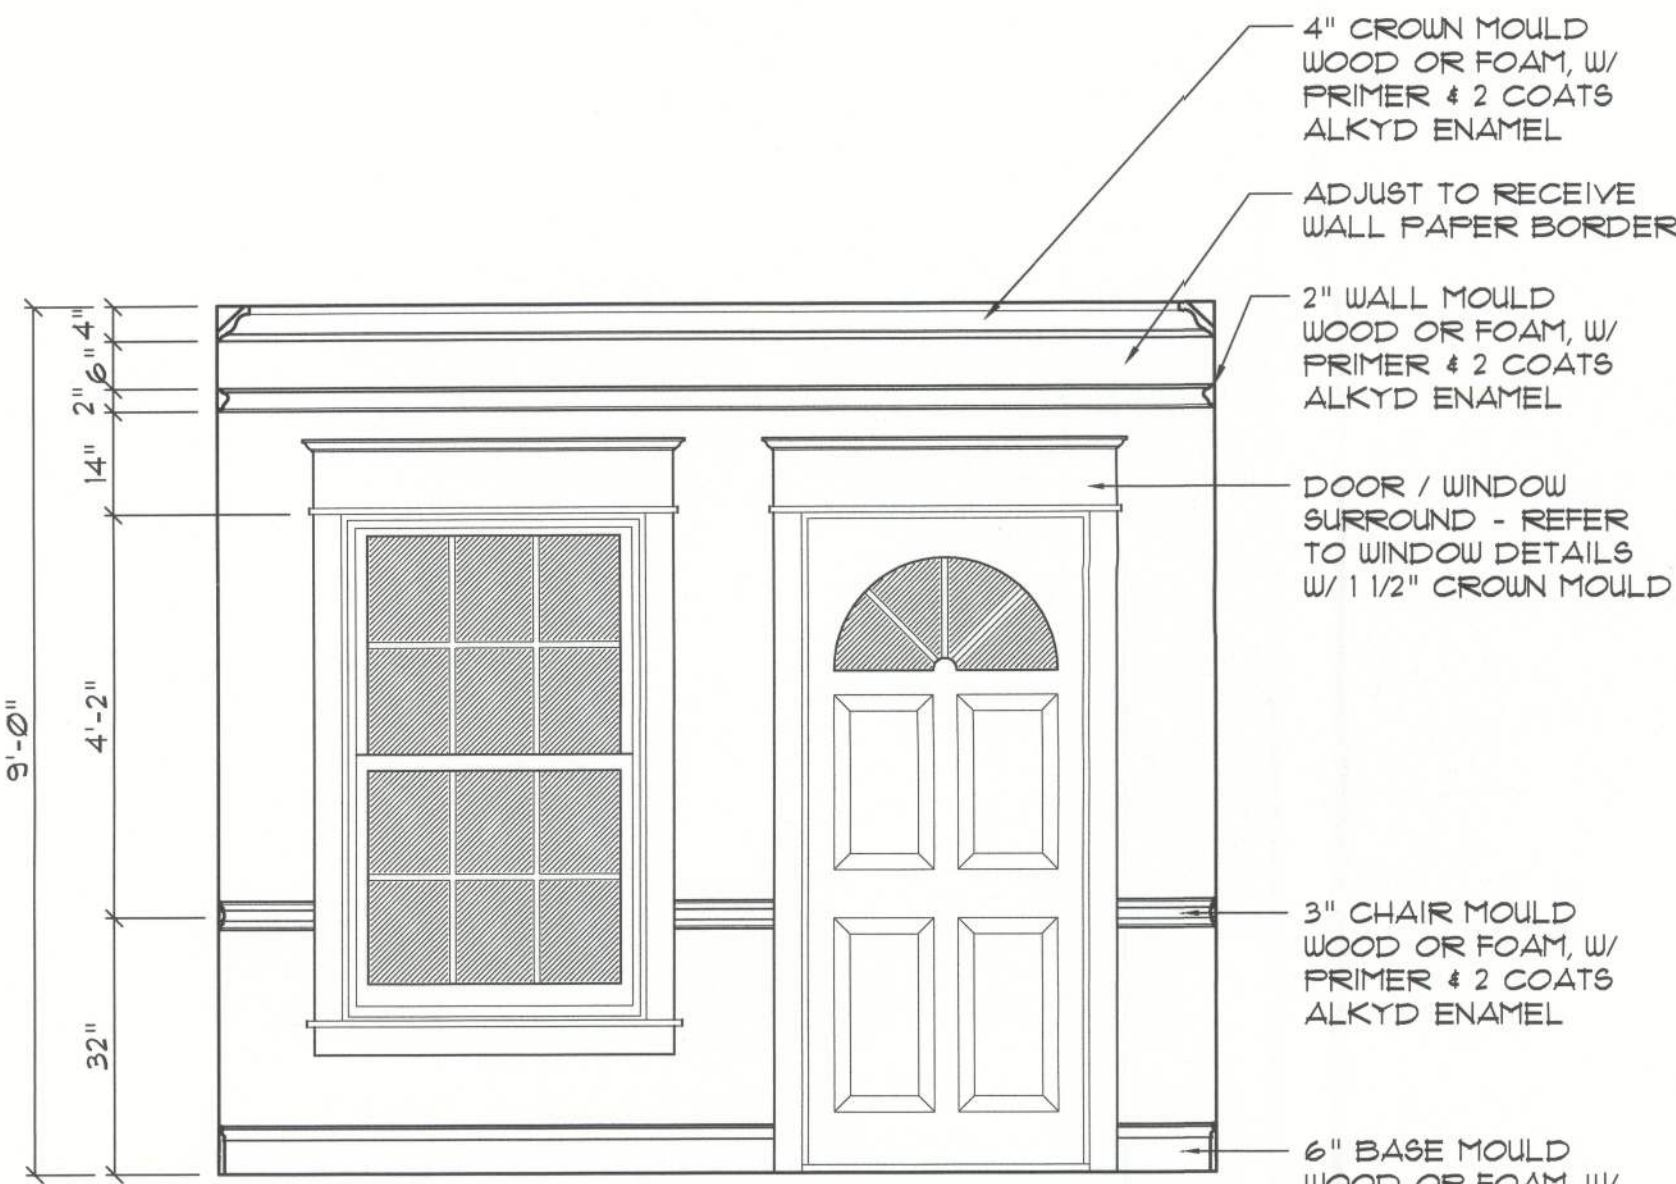 4" CROWN MOULD
WOOD OR FOAM, W/
PRIMER & 2 COATS
ALKYD ENAMEL
ADJUST TO RECEIVE
WALL PAPER BORDER
2" WALL MOULD
WOOD OR FOAM, W/
PRIMER & 2 COATS
ALKYD ENAMEL
DOOR / WINDOW
SURROUND - REFER
TO WINDOW DETAILS
W/ 1 1/2" CROWN MOULD
3" CHAIR MOULD
WOOD OR FOAM, W/
PRIMER & 2 COATS
ALKYD ENAMEL
6" BASE MOULD
WOOD OR FOAM, W/
9'-0"
4"
6"
2"
14"
4'-2"
32"